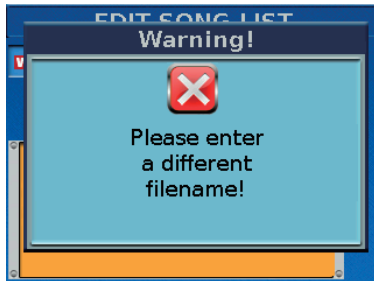 EDIT SONG LIST
Warning!
Please enter
a different
filename!